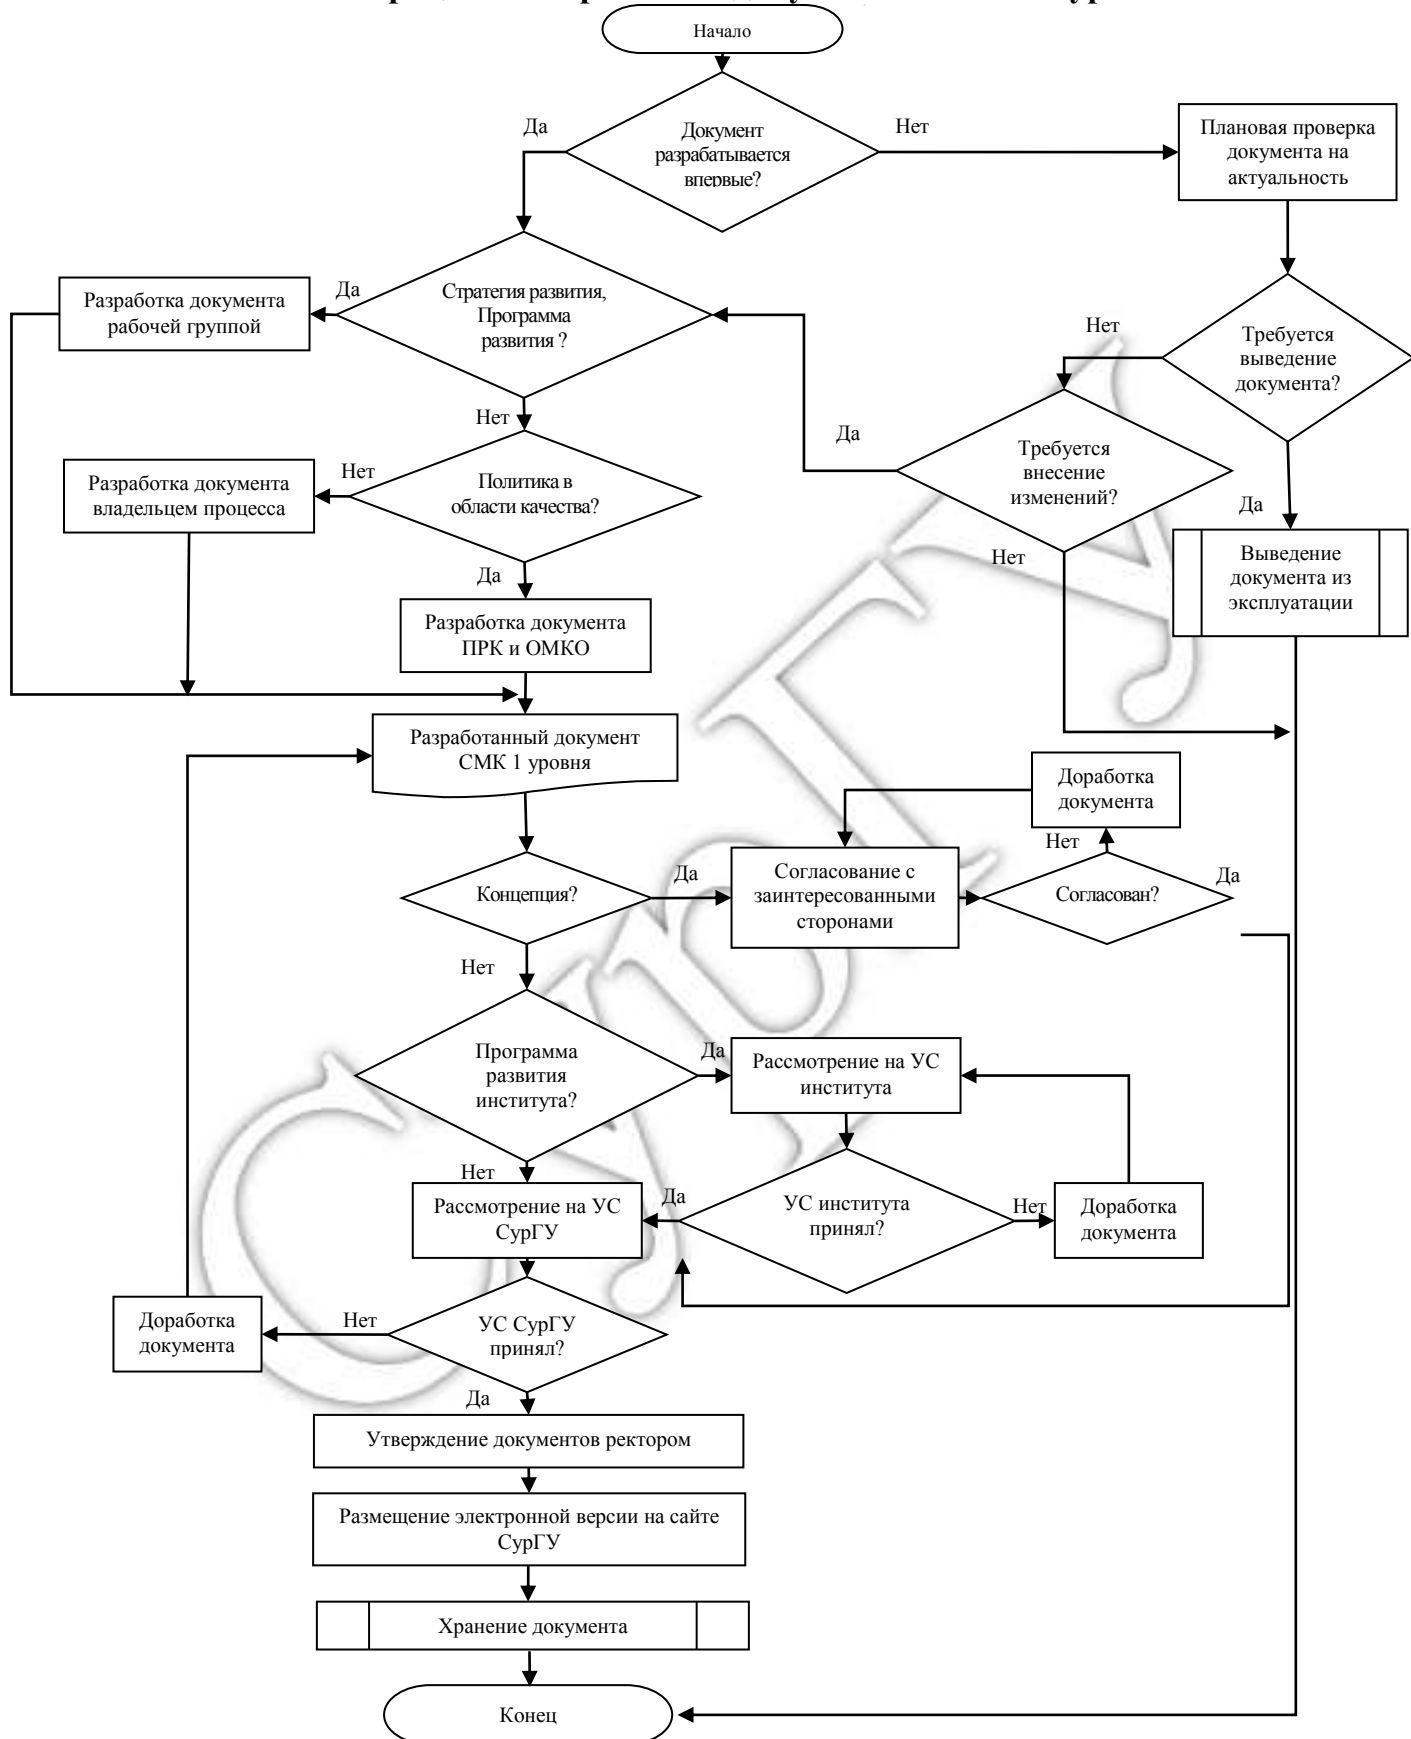 Начало
Документ
разрабатывается
впервые?
Да
Нет
Плановая проверка
документа на
актуальность
Разработка документа
рабочей группой
Да
Стратегия развития,
Программа
развития ?
Нет
Требуется
выведение
документа?
Нет
Разработка документа
владельцем процесса
Нет
Политика в
области качества?
Да
Требуется
внесение
изменений?
Да
Да
Нет
Выведение
документа из
эксплуатации
Разработка документа
ПРК и ОМКО
Разработанный документ
СМК 1 уровня
Доработка
документа
Нет
Концепция?
Да
Согласование с
заинтересованными
сторонами
Согласован?
Да
Нет
Программа
развития
института?
Да
Рассмотрение на УС
института
Нет
Рассмотрение на УС
СурГУ
Да
УС института
принял?
Нет
Доработка
документа
Доработка
документа
Нет
УС СурГУ
принял?
Да
Утверждение документов ректором
Размещение электронной версии на сайте
СурГУ
Хранение документа
Конец
СурГУ